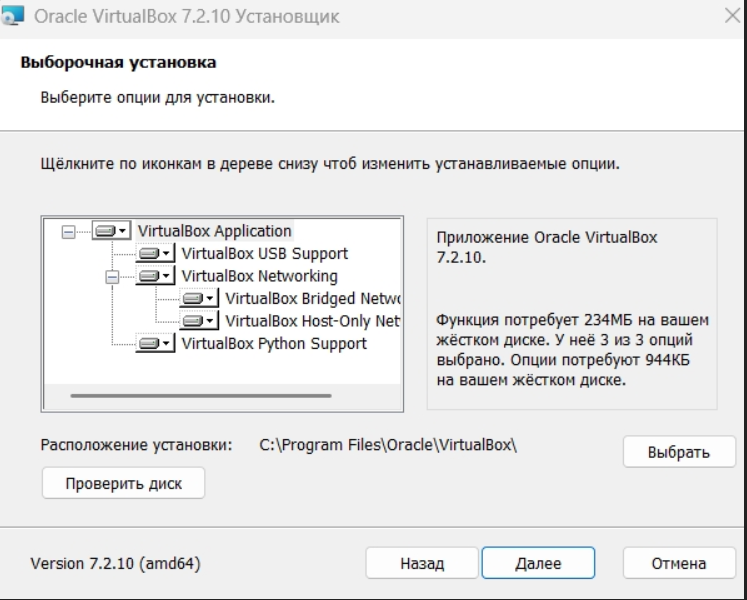 Oracle VirtualBox 7.2.10 Установщик
Выборочная установка
Выберите опции для установки.
Щёлкните по иконкам в дереве снизу чтоб изменить устанавливаемые опции.
VirtualBox Application
VirtualBox USB Support
VirtualBox Networking
VirtualBox Bridged
VirtualBox Host-Only
VirtualBox Python Support
Приложение Oracle VirtualBox
7.2.10.
Функция потребует 234МБ на вашем
жёстком диске. У неё 3 из 3 опций
выбрано. Опции потребуют 944КБ
на вашем жёстком диске.
Расположение установки: C:\Program Files\Oracle\VirtualBox\
Выбрать
Проверить диск
Version 7.2.10 (amd64)
Назад
Далее
Отмена